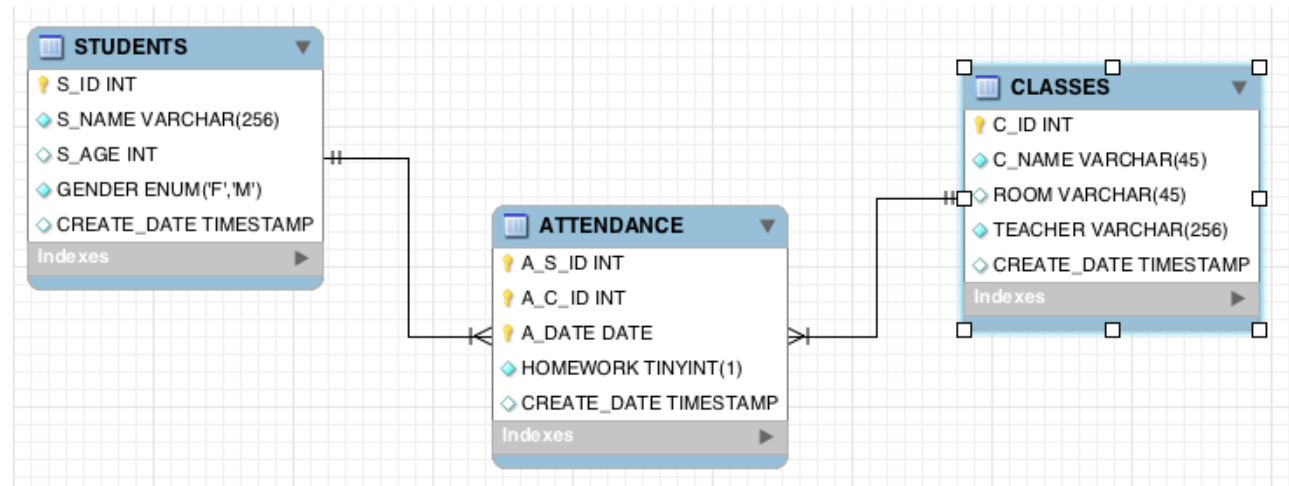 STUDENTS
S_ID INT
S_NAME VARCHAR(256)
S_AGE INT
GENDER ENUM('F','M')
CREATE_DATE TIMESTAMP
Indexes
ATTENDANCE
A_S_ID INT
A_C_ID INT
A_DATE DATE
HOMEWORK TINYINT(1)
CREATE_DATE TIMESTAMP
Indexes
CLASSES
C_ID INT
C_NAME VARCHAR(45)
ROOM VARCHAR(45)
TEACHER VARCHAR(256)
CREATE_DATE TIMESTAMP
Indexes